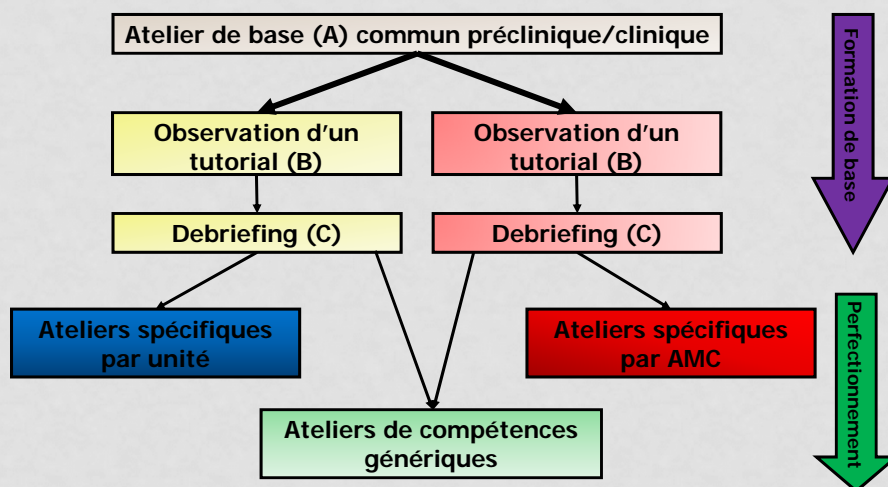 Atelier de base (A) commun préclinique/clinique
Observation d'un
tutorial (B)
Observation d'un
tutorial (B)
Debriefing (C)
Debriefing (C)
Ateliers spécifiques
par unité
Ateliers spécifiques
par AMC
Ateliers de compétences
génériques
Formation de base
Perfectionnement